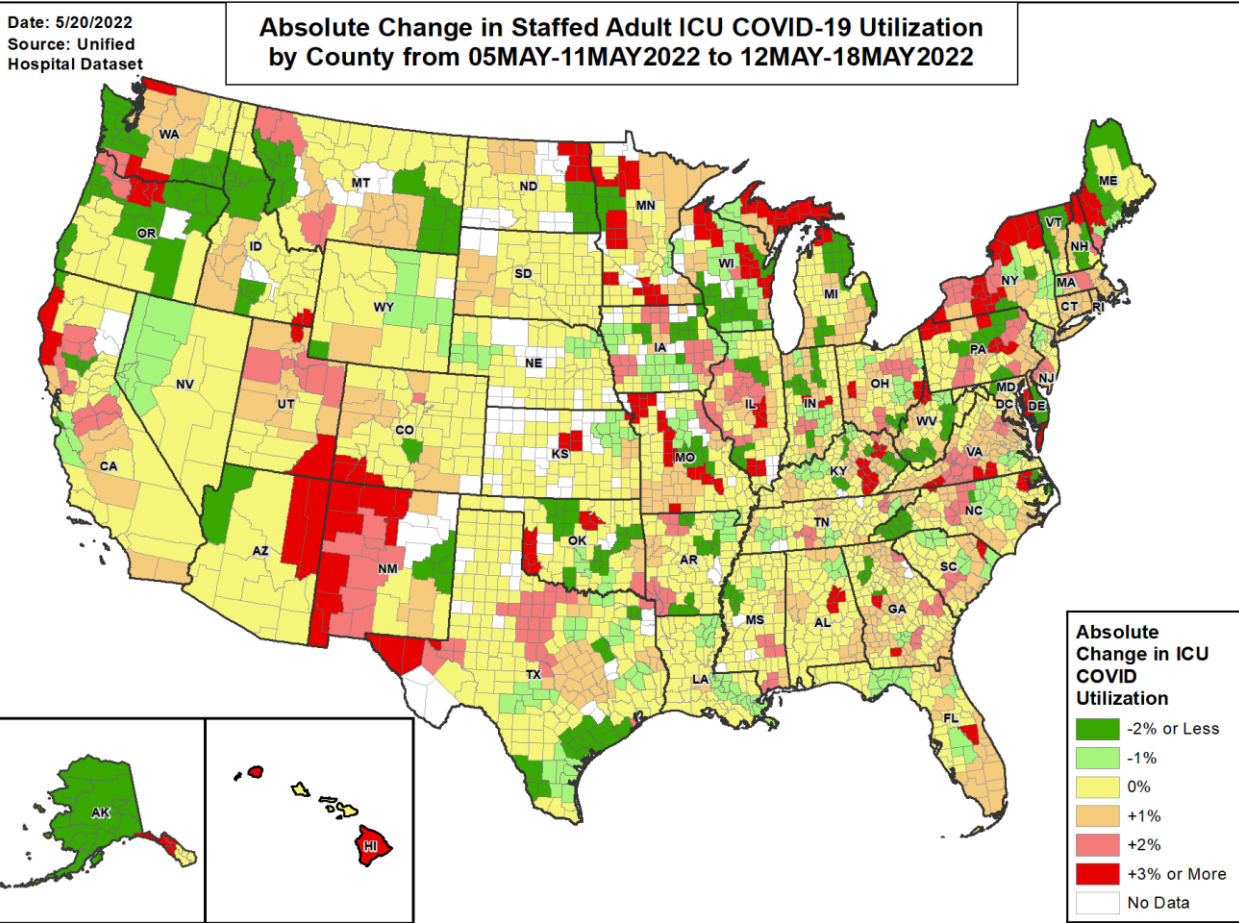 Date: 5/20/2022
Source: Unified
Hospital Dataset
Absolute Change in Staffed Adult ICU COVID-19 Utilization
by County from 05MAY-11MAY2022 to 12MAY-18MAY2022
WA
MT
ND
MN
ME
OR
ID
SD
WI
VT
NH
NY
MA
WY
MI
CT
RI
IA
PA
NE
NV
OH
NJ
UT
IL
IN
MD
DC
DE
CO
WV
KS
MO
VA
CA
KY
NC
TN
OK
AZ
NM
AR
SC
MS
AL
GA
TX
LA
FL
AK
HI
Absolute
Change in ICU
COVID
Utilization
-2% or Less
-1%
0%
+1%
+2%
+3% or More
No Data